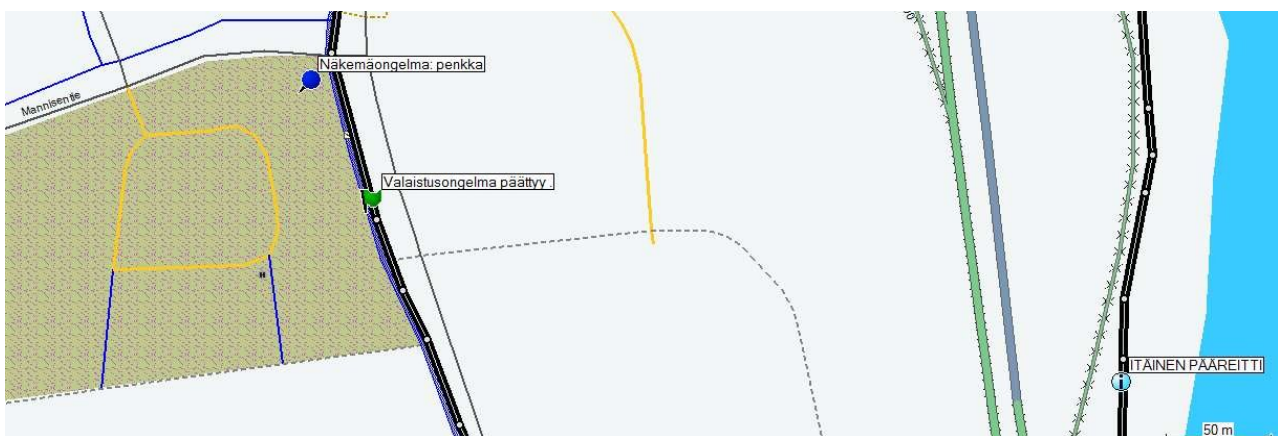 Näkemäongelma: penkka
Mannisentie
Valaistusongelma päättyy .
ITÄINEN PÄÄREITTI
50 m